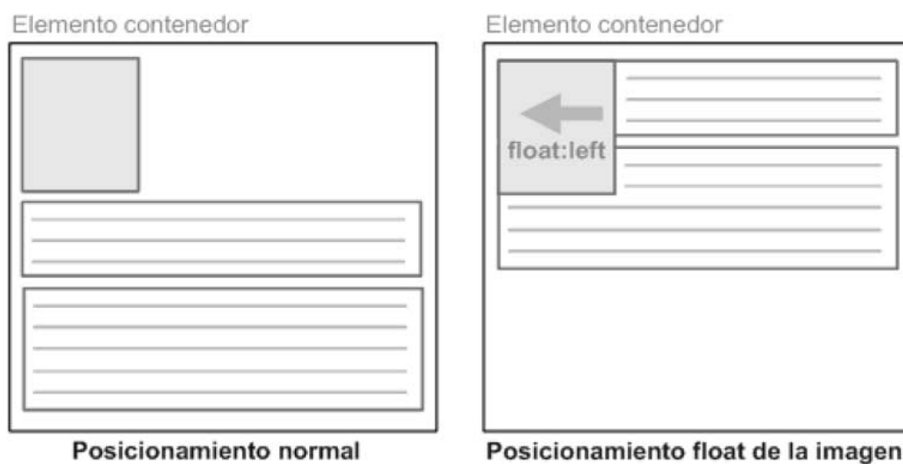 Elemento contenedor
Elemento contenedor
float:left
Posicionamiento normal
Posicionamiento float de la imagen